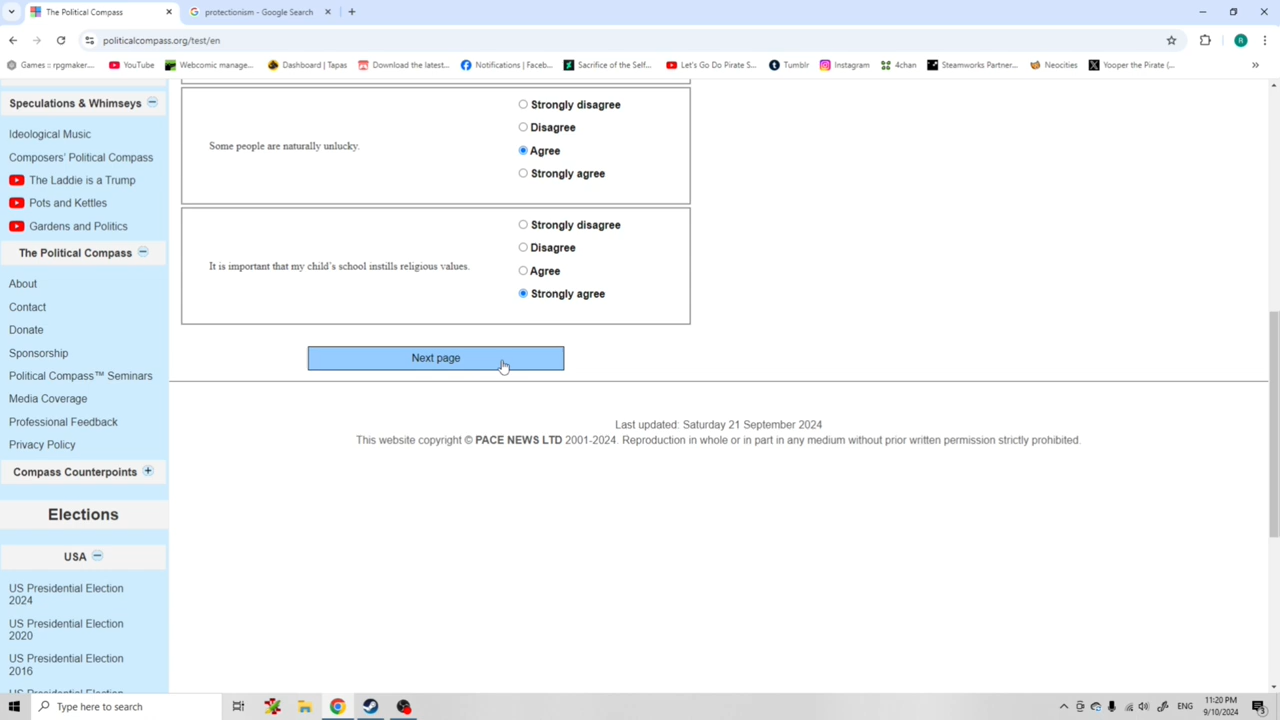 The Political Compass
protectionism - Google Search
politicalcompass.org/test/en
Games :: rpgmaker....
YouTube
Webcomic manage...
Dashboard | Tapas
Download the latest...
Notifications | Faceb...
Sacrifice of the Self...
Let's Go Do Pirate S...
Tumblr
Instagram
4chan
Steamworks Partner...
Neocities
Yooper the Pirate (...
Speculations & Whimseys
Ideological Music
Composers' Political Compass
The Laddie is a Trump
Pots and Kettles
Gardens and Politics
The Political Compass
About
Contact
Donate
Sponsorship
Political Compass™ Seminars
Media Coverage
Professional Feedback
Privacy Policy
Compass Counterpoints
Elections
USA
US Presidential Election
2024
US Presidential Election
2020
US Presidential Election
2016
Some people are naturally unlucky.
Strongly disagree
Disagree
Agree
Strongly agree
It is important that my child's school instills religious values.
Strongly disagree
Disagree
Agree
Strongly agree
Next page
Last updated: Saturday 21 September 2024
This website copyright © PACE NEWS LTD 2001-2024. Reproduction in whole or in part in any medium without prior written permission strictly prohibited.
Type here to search
ENG
11:20 PM
9/10/2024